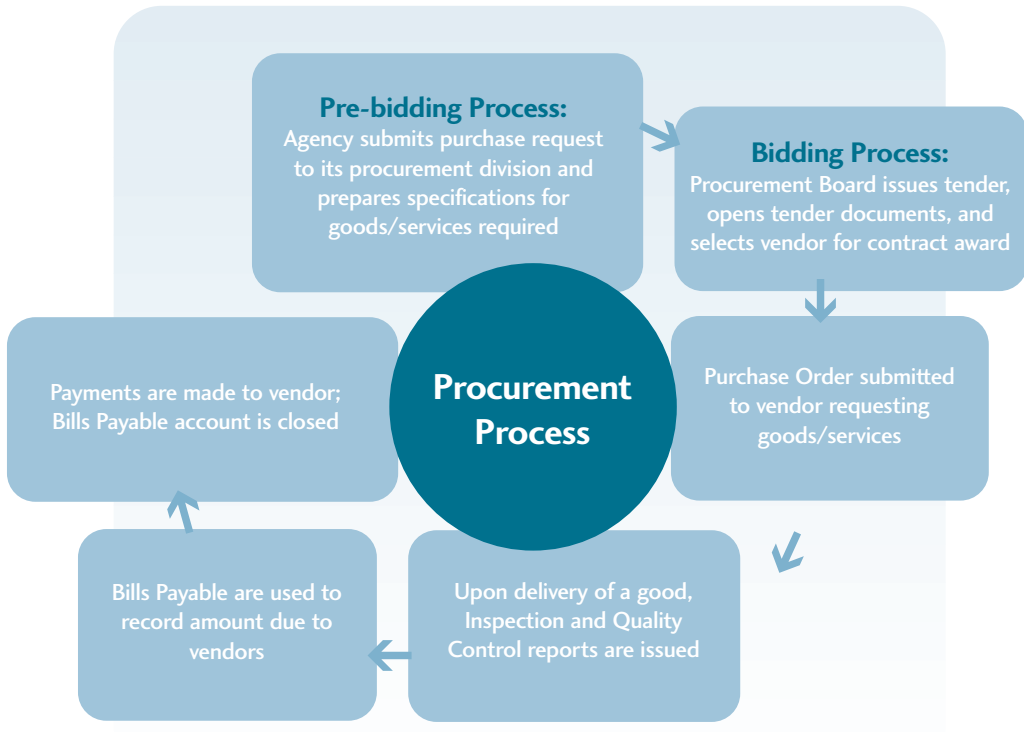 Pre-bidding Process:
Agency submits purchase request
to its procurement division and
prepares specifications for
goods/services required
Bidding Process:
Procurement Board issues tender,
opens tender documents, and
selects vendor for contract award
Purchase Order submitted
to vendor requesting
goods/services
Upon delivery of a good,
Inspection and Quality
Control reports are issued
Bills Payable are used to
record amount due to
vendors
Payments are made to vendor;
Bills Payable account is closed
Procurement
Process